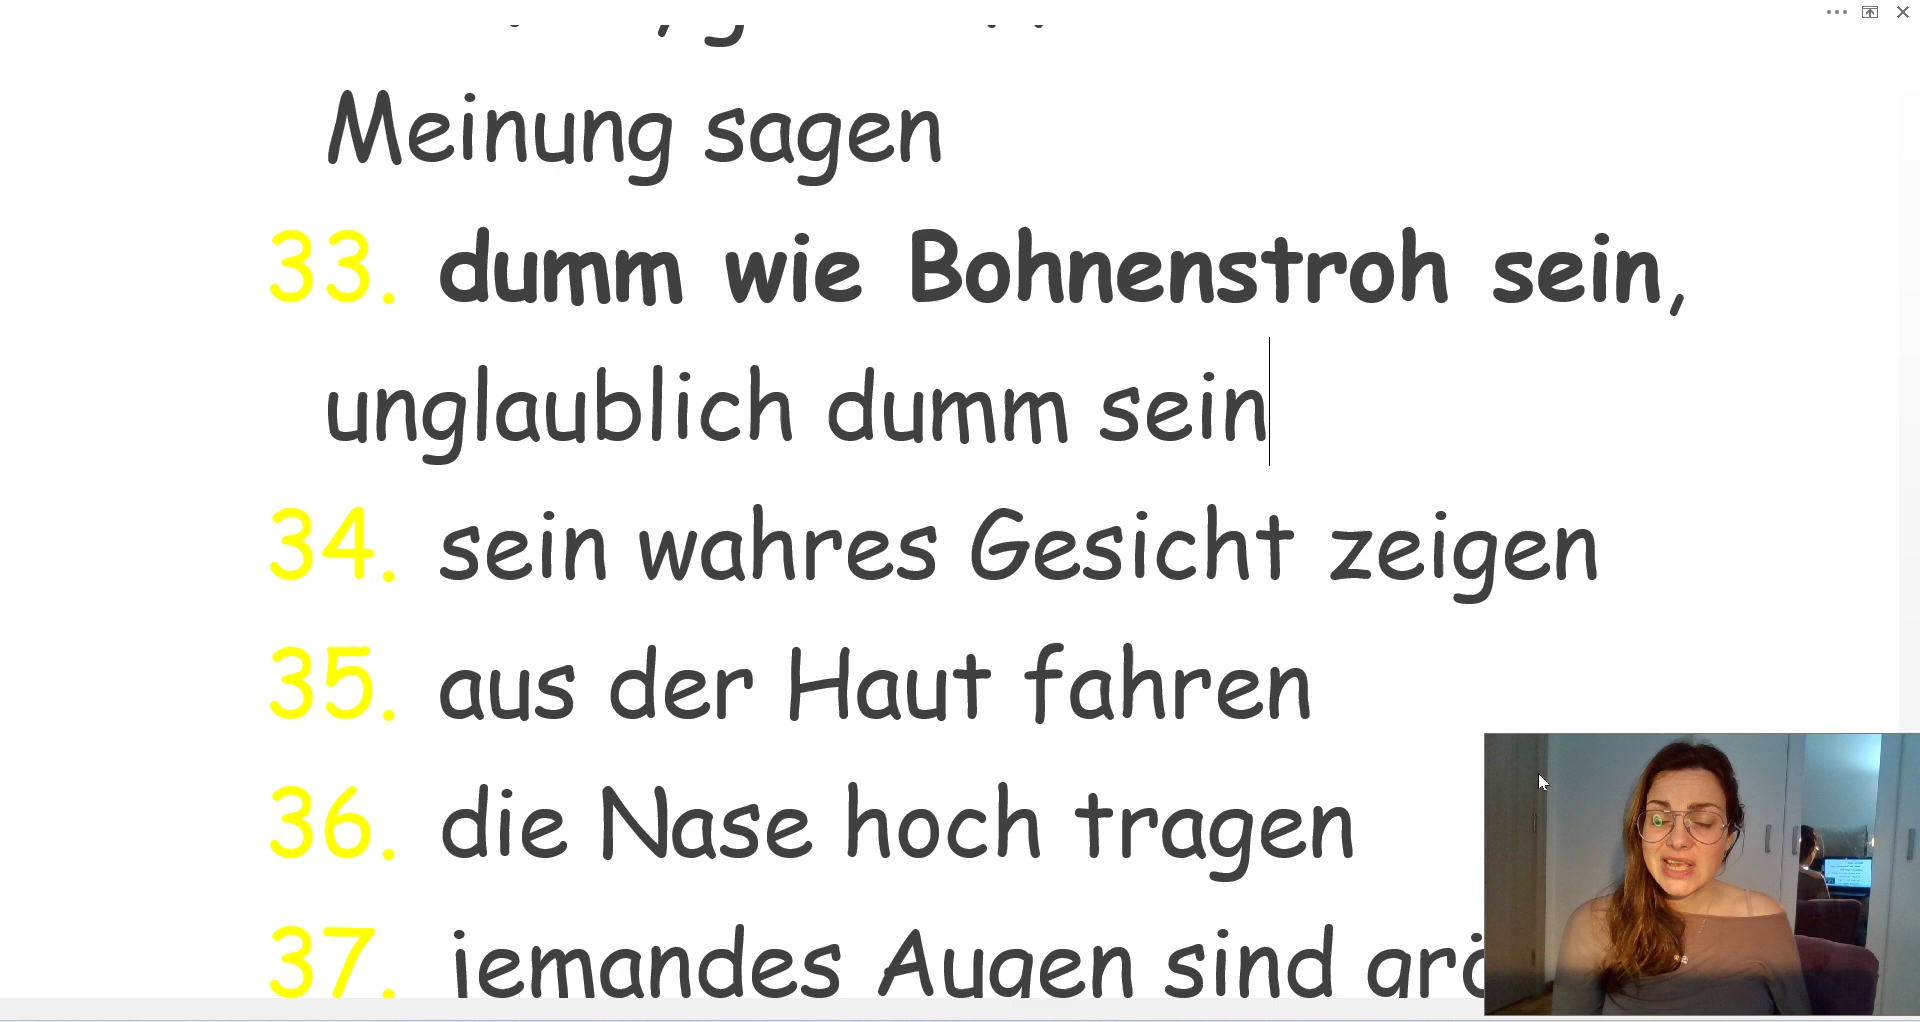 Meinung sagen
33. dumm wie Bohnenstroh sein,
unglaublich dumm sein
34. sein wahres Gesicht zeigen
35. aus der Haut fahren
36. die Nase hoch tragen
37. jemandes Augen sind